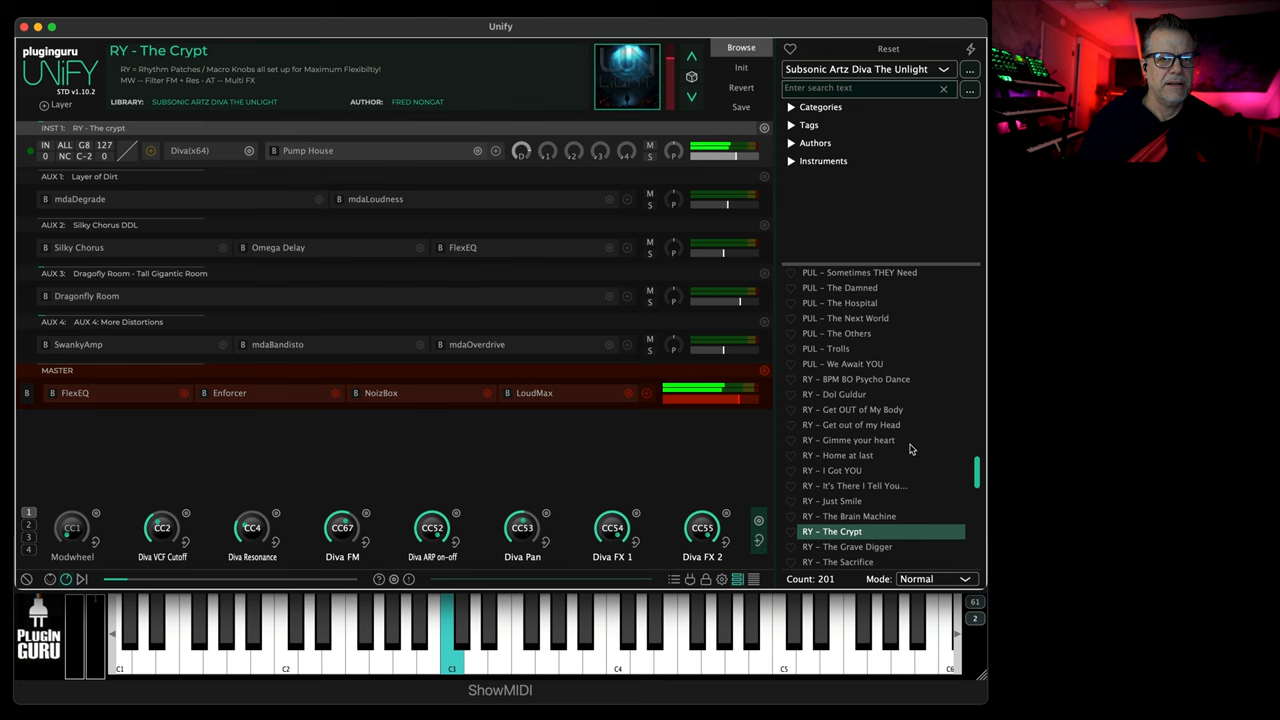 Unify
pluginguru
UNiFY
STD v1.10.2
Layer
RY - The Crypt
RY = Rhythm Patches / Macro Knobs all set up for Maximum Flexibiltiy!
MW -- Filter FM + Res - AT -- Multi FX
LIBRARY: SUBSONIC ARTZ DIVA THE UNLIGHT AUTHOR: FRED NONGAT
Browse
Init
Revert
Save
INST 1: RY - The crypt
IN ALL G8 127
0 NC C-2 0
Diva(x64)
B Pump House
D 1 2 3 4
M
S
P
AUX 1: Layer of Dirt
B mdaDegrade B mdaLoudness
M
S
P
AUX 2: Silky Chorus DDL
B Silky Chorus B Omega Delay B FlexEQ
M
S
P
AUX 3: Dragofly Room - Tall Gigantic Room
B Dragonfly Room
M
S
P
AUX 4: AUX 4: More Distortions
B SwankyAmp B mdaBandisto B mdaOverdrive
M
S
P
MASTER
B B FlexEQ B Enforcer B NoizBox B LoudMax
1
2
3
4
CC1 CC2 CC4 CC67 CC52 CC53 CC54 CC55
Modwheel Diva VCF Cutoff Diva Resonance Diva FM Diva ARP on-off Diva Pan Diva FX 1 Diva FX 2
Reset
Subsonic Artz Diva The Unlight ...
Enter search text ...
Categories
Tags
Authors
Instruments
PUL - Sometimes THEY Need
PUL - The Damned
PUL - The Hospital
PUL - The Next World
PUL - The Others
PUL - Trolls
PUL - We Await YOU
RY - BPM BO Psycho Dance
RY - Dol Guldur
RY - Get OUT of My Body
RY - Get out of my Head
RY - Gimme your heart
RY - Home at last
RY - I Got YOU
RY - It's There I Tell You...
RY - Just Smile
RY - The Brain Machine
RY - The Crypt
RY - The Grave Digger
RY - The Sacrifice
Count: 201 Mode: Normal
PLUGIN
GURU
C1 C2 C3 C4 C5 C6
61
2
ShowMIDI